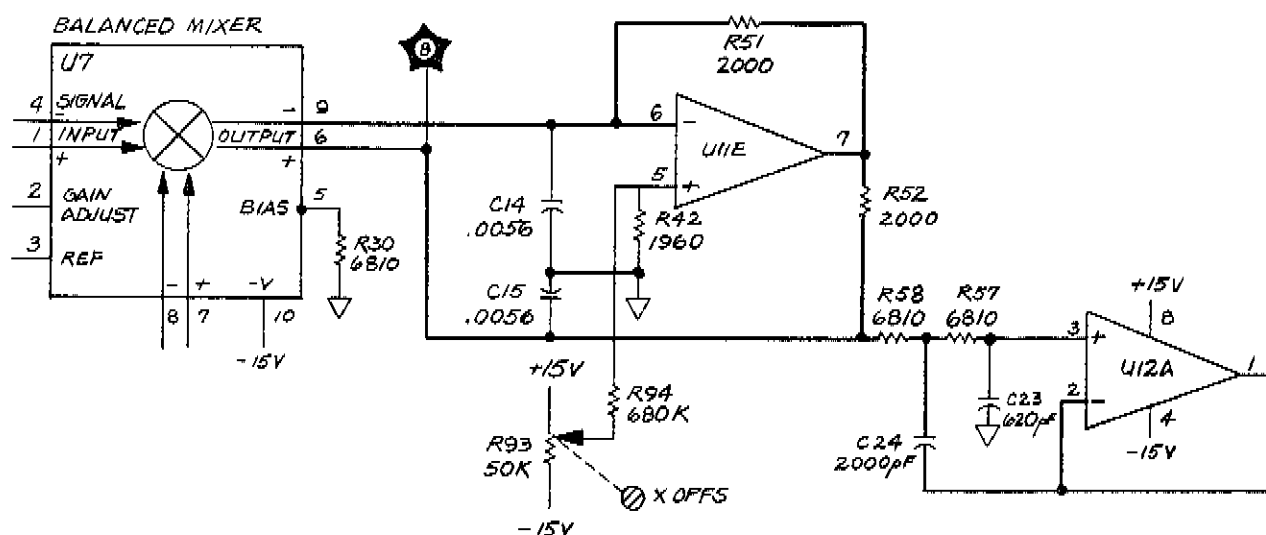 BALANCED MIXER
U7
4 SIGNAL
-
1 INPUT
+
2 GAIN
ADJUST
3 REF
- 9
OUTPUT 6
+
BIAS 5
R30
6810
- +
-V
8 7
10
-15V
8
R51
2000
6 -
U11E
7
5 +
R42
1960
C14
.0056
C15
.0056
R52
2000
R58
6810
R57
6810
+15V
8
3 +
U12A
1
2 -
4
-15V
C23
620pF
C24
2000pF
+15V
R94
680K
R93
50K
X OFFS
-15V